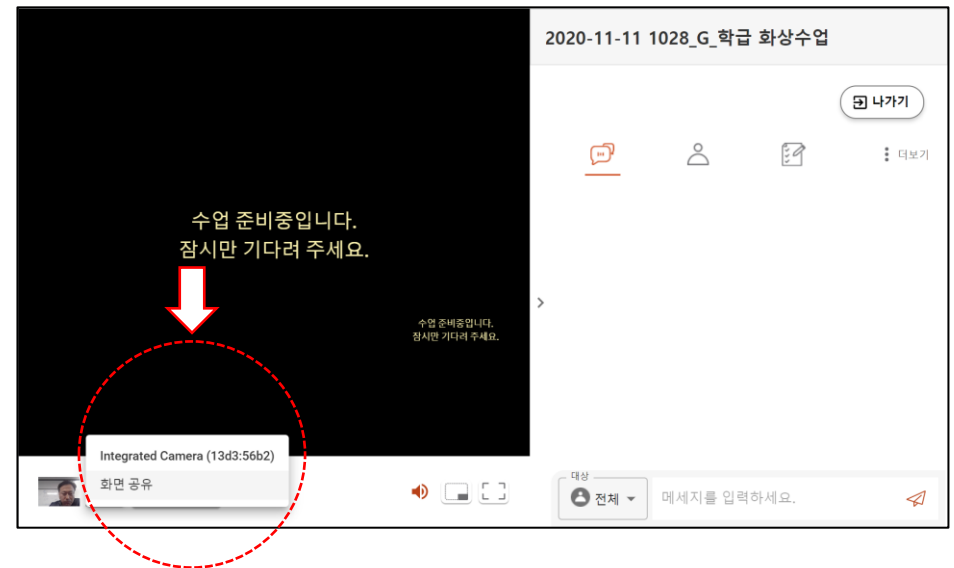 2020-11-11 1028_G_학급 화상수업
나가기
더보기
수업 준비중입니다.
잠시만 기다려 주세요.
수업 준비중입니다.
잠시만 기다려 주세요.
Integrated Camera (13d3:56b2)
화면 공유
대상
전체
메세지를 입력하세요.